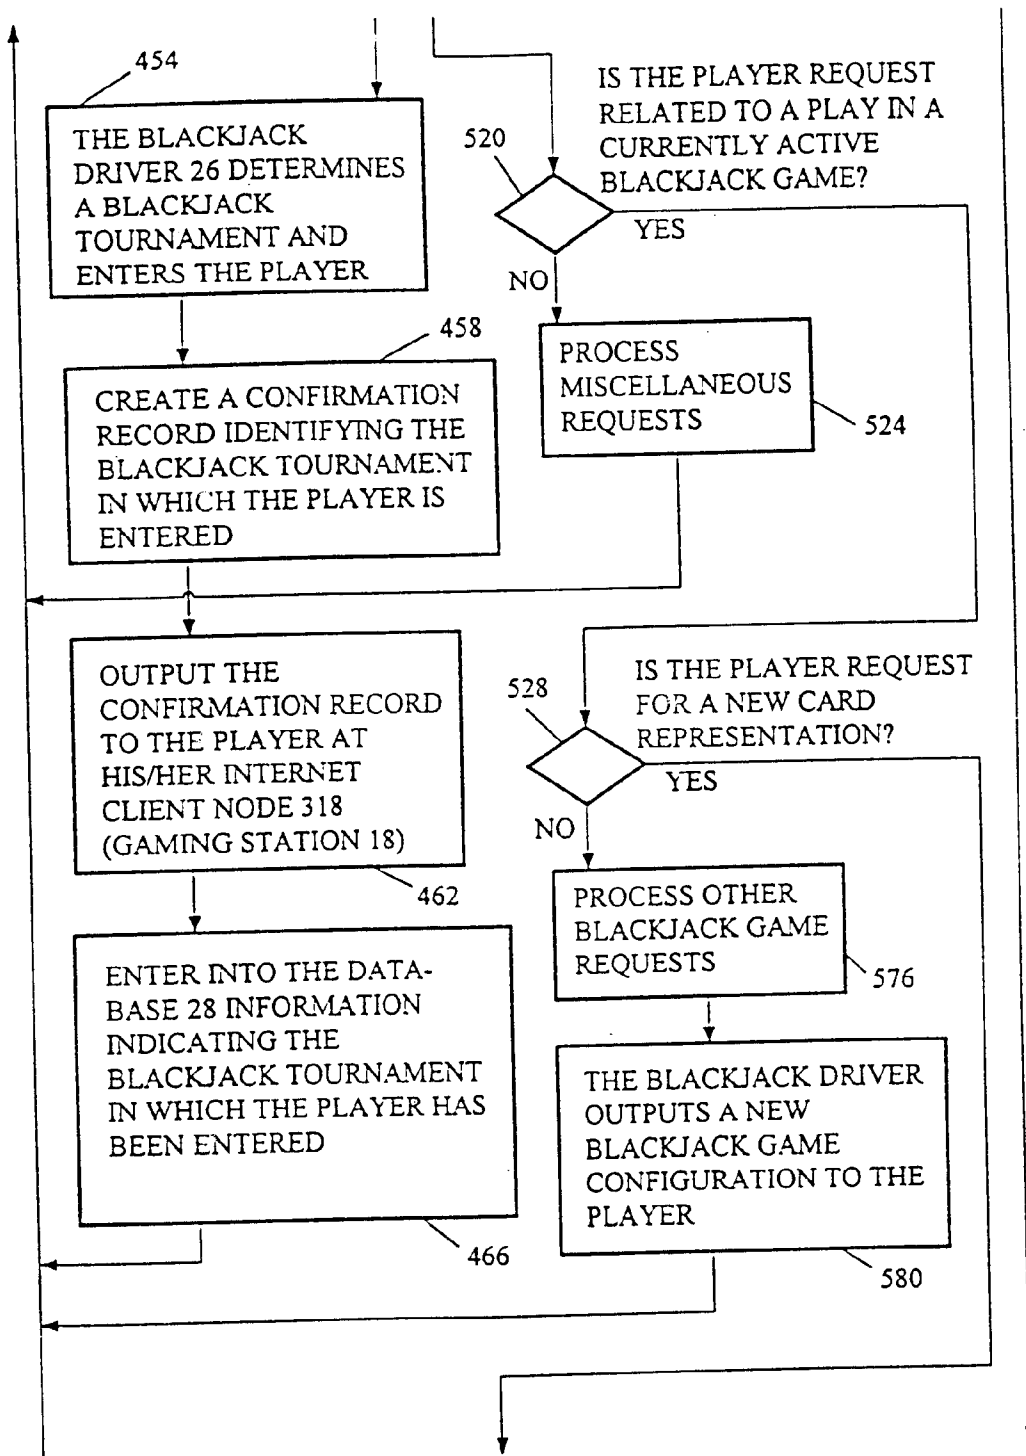 454
THE BLACKJACK
DRIVER 26 DETERMINES
A BLACKJACK
TOURNAMENT AND
ENTERS THE PLAYER
458
CREATE A CONFIRMATION
RECORD IDENTIFYING THE
BLACKJACK TOURNAMENT
IN WHICH THE PLAYER IS
ENTERED
OUTPUT THE
CONFIRMATION RECORD
TO THE PLAYER AT
HIS/HER INTERNET
CLIENT NODE 318
(GAMING STATION 18)
462
ENTER INTO THE DATA-
BASE 28 INFORMATION
INDICATING THE
BLACKJACK TOURNAMENT
IN WHICH THE PLAYER HAS
BEEN ENTERED
466
IS THE PLAYER REQUEST
RELATED TO A PLAY IN A
CURRENTLY ACTIVE
BLACKJACK GAME?
520
YES
NO
PROCESS
MISCELLANEOUS
REQUESTS
524
IS THE PLAYER REQUEST
FOR A NEW CARD
REPRESENTATION?
528
YES
NO
PROCESS OTHER
BLACKJACK GAME
REQUESTS
576
THE BLACKJACK DRIVER
OUTPUTS A NEW
BLACKJACK GAME
CONFIGURATION TO THE
PLAYER
580